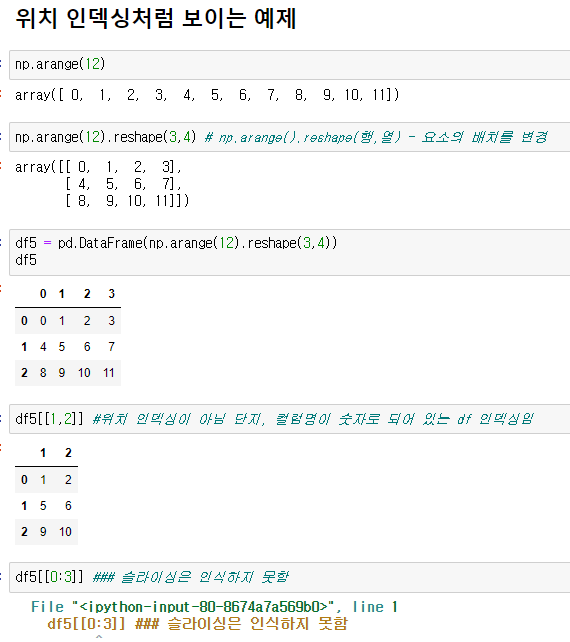 위치 인덱싱처럼 보이는 예제
np.arange(12)
array([ 0,  1,  2,  3,  4,  5,  6,  7,  8,  9, 10, 11])
np.arange(12).reshape(3,4) # np.arange().reshape(행,열) - 요소의 배치를 변경
array([[ 0,  1,  2,  3],
       [ 4,  5,  6,  7],
       [ 8,  9, 10, 11]])
df5 = pd.DataFrame(np.arange(12).reshape(3,4))
df5
0 1 2 3
0 0 1 2 3
1 4 5 6 7
2 8 9 10 11
df5[[1,2]] #위치 인덱싱이 아님 단지, 컬럼명이 숫자로 되어 있는 df 인덱싱임
1 2
0 1 2
1 5 6
2 9 10
df5[[0:3]] ### 슬라이싱은 인식하지 못함
File "<ipython-input-80-8674a7a569b0>", line 1
df5[[0:3]] ### 슬라이싱은 인식하지 못함
^